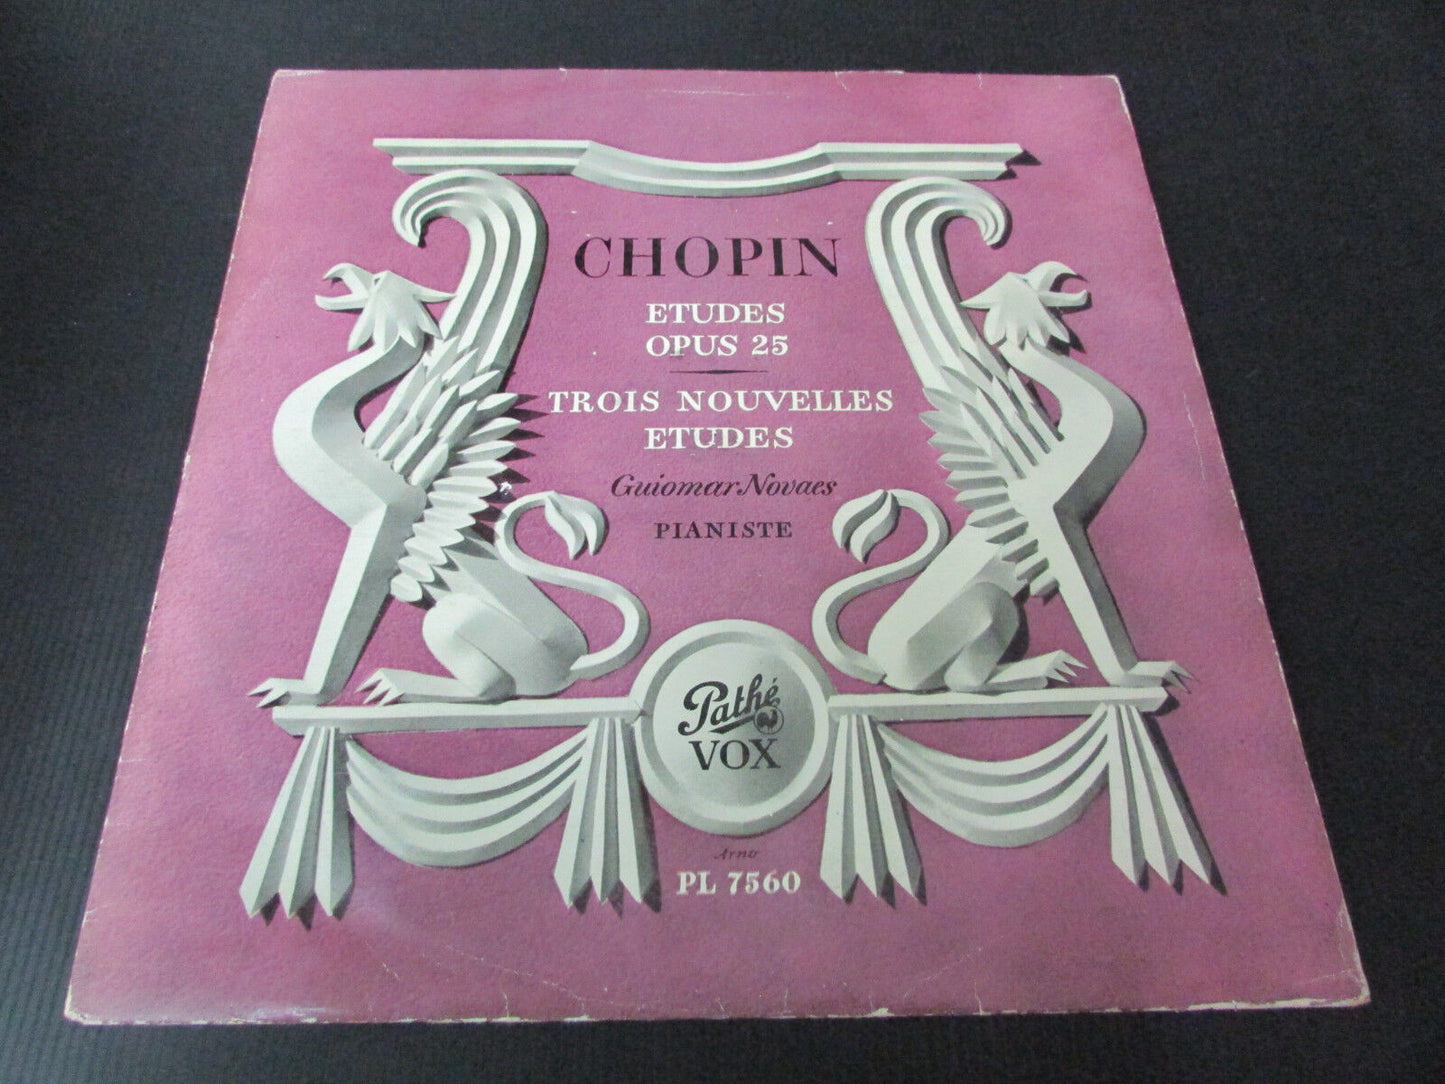 CHOPIN
ETUDES
OPUS 25
TROIS NOUVELLES
ETUDES
Guiomar Novaes
PIANISTE
Pathé
VOX
Arno
PL 7560